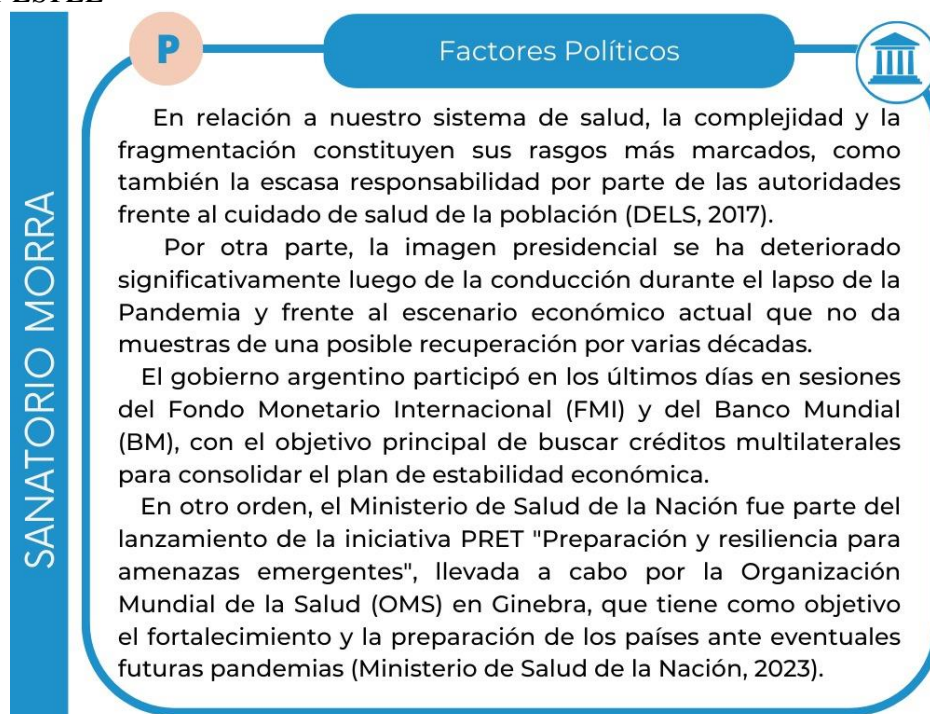 P
Factores Políticos
SANATORIO MORRA
En relación a nuestro sistema de salud, la complejidad y la
fragmentación constituyen sus rasgos más marcados, como
también la escasa responsabilidad por parte de las autoridades
frente al cuidado de salud de la población (DELS, 2017).
Por otra parte, la imagen presidencial se ha deteriorado
significativamente luego de la conducción durante el lapso de la
Pandemia y frente al escenario económico actual que no da
muestras de una posible recuperación por varias décadas.
El gobierno argentino participó en los últimos días en sesiones
del Fondo Monetario Internacional (FMI) y del Banco Mundial
(BM), con el objetivo principal de buscar créditos multilaterales
para consolidar el plan de estabilidad económica.
En otro orden, el Ministerio de Salud de la Nación fue parte del
lanzamiento de la iniciativa PRET "Preparación y resiliencia para
amenazas emergentes", llevada a cabo por la Organización
Mundial de la Salud (OMS) en Ginebra, que tiene como objetivo
el fortalecimiento y la preparación de los países ante eventuales
futuras pandemias (Ministerio de Salud de la Nación, 2023).